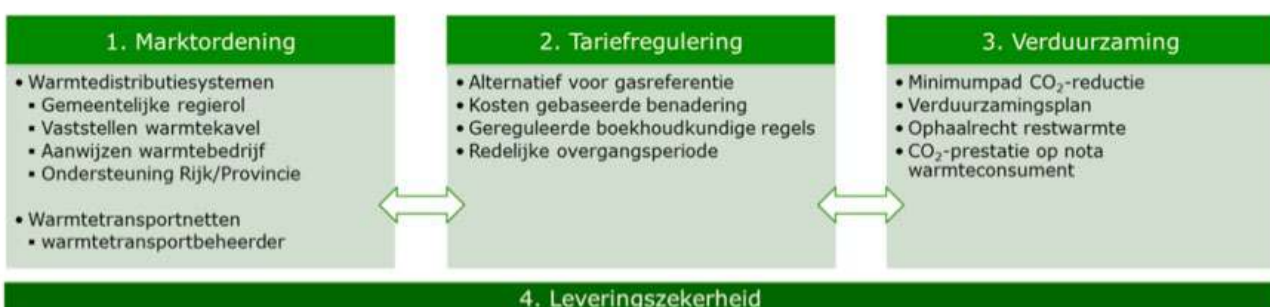 1. Marktordening
• Warmtedistributiesystemen
▪ Gemeentelijke regierol
▪ Vaststellen warmtekavel
▪ Aanwijzen warmtebedrijf
▪ Ondersteuning Rijk/Provincie
• Warmtetransportnetten
▪ warmtetransportbeheerder
2. Tariefregulering
• Alternatief voor gasreferentie
• Kosten gebaseerde benadering
• Gereguleerde boekhoudkundige regels
• Redelijke overgangsperiode
3. Verduurzaming
• Minimumpad CO₂-reductie
• Verduurzamingsplan
• Ophaalrecht restwarmte
• CO₂-prestatie op nota
warmteconsument
4. Leveringszekerheid